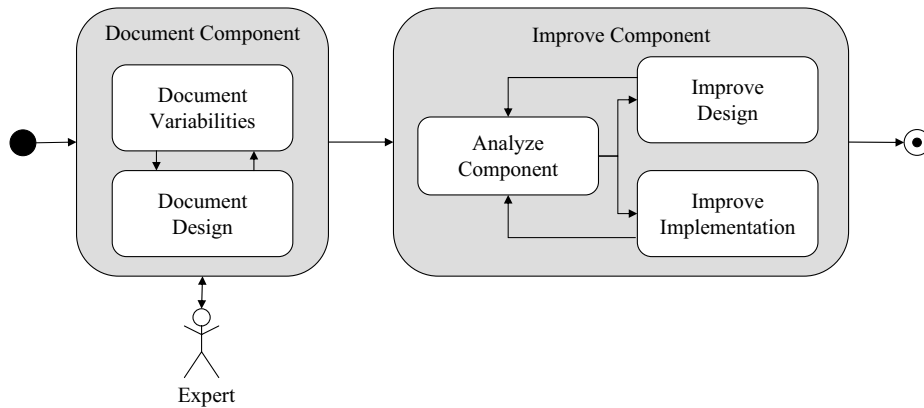 Document Component
Document
Variabilities
Document
Design
Expert
Improve Component
Analyze
Component
Improve
Design
Improve
Implementation